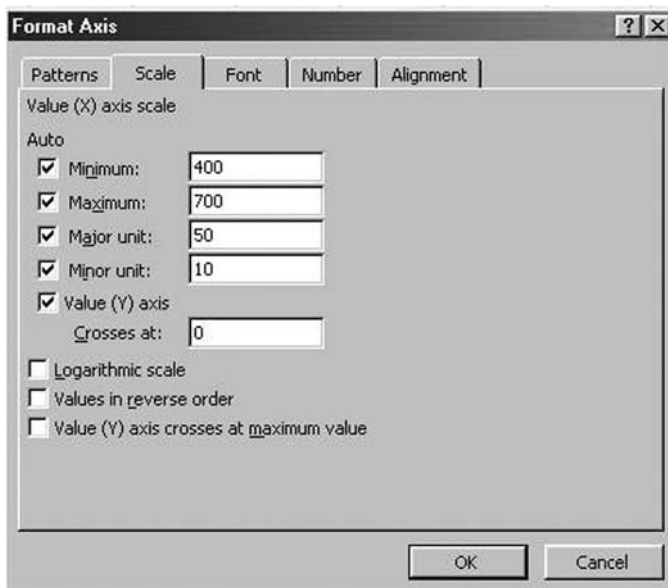 Format Axis
Patterns Scale Font Number Alignment
Value (X) axis scale
Auto
Minimum: 400
Maximum: 700
Major unit: 50
Minor unit: 10
Value (Y) axis
Crosses at: 0
Logarithmic scale
Values in reverse order
Value (Y) axis crosses at maximum value
OK Cancel